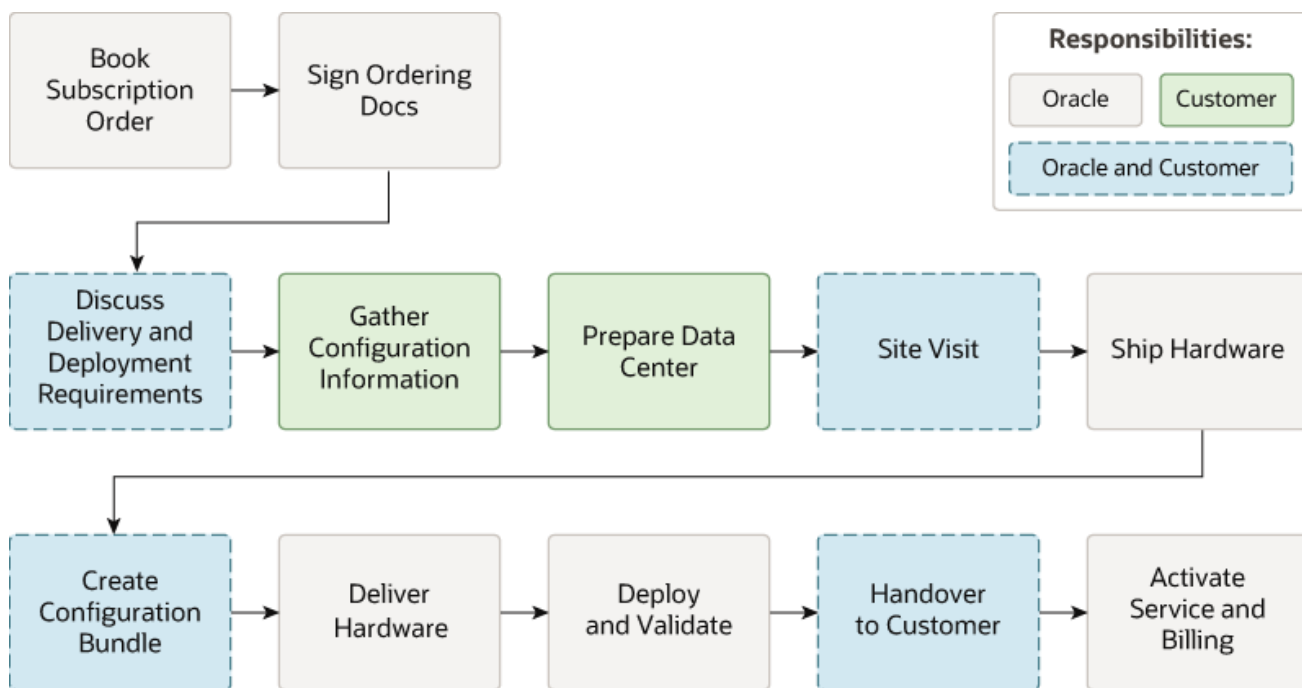 Book
Subscription
Order
Sign Ordering
Docs
Responsibilities:
Oracle
Customer
Oracle and Customer
Discuss
Delivery and
Deployment
Requirements
Gather
Configuration
Information
Prepare Data
Center
Site Visit
Ship Hardware
Create
Configuration
Bundle
Deliver
Hardware
Deploy
and Validate
Handover
to Customer
Activate
Service and
Billing